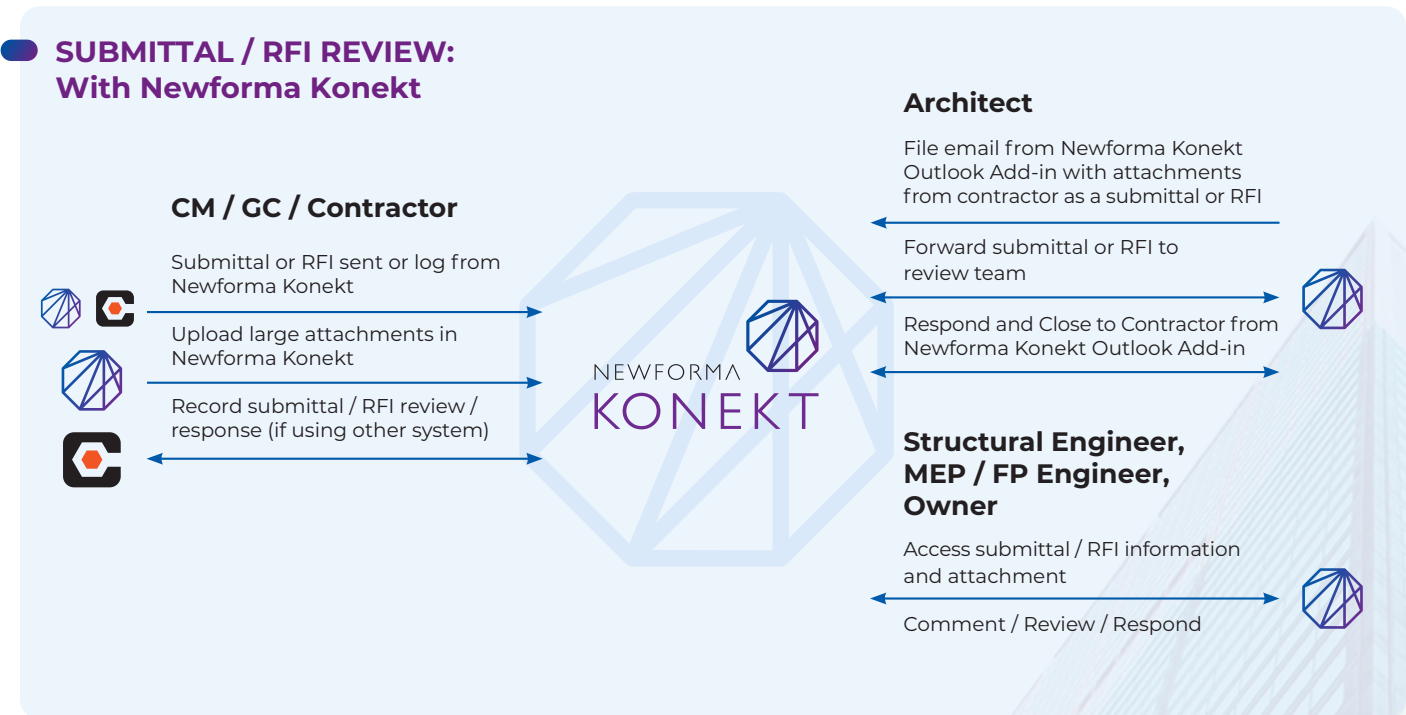 SUBMITTAL / RFI REVIEW:
With Newforma Konekt
CM / GC / Contractor
Submittal or RFI sent or log from
Newforma Konekt
Upload large attachments in
Newforma Konekt
Record submittal / RFI review /
response (if using other system)
NEWFORMA
KONEKT
Architect
File email from Newforma Konekt
Outlook Add-in with attachments
from contractor as a submittal or RFI
Forward submittal or RFI to
review team
Respond and Close to Contractor from
Newforma Konekt Outlook Add-in
Structural Engineer,
MEP / FP Engineer,
Owner
Access submittal / RFI information
and attachment
Comment / Review / Respond